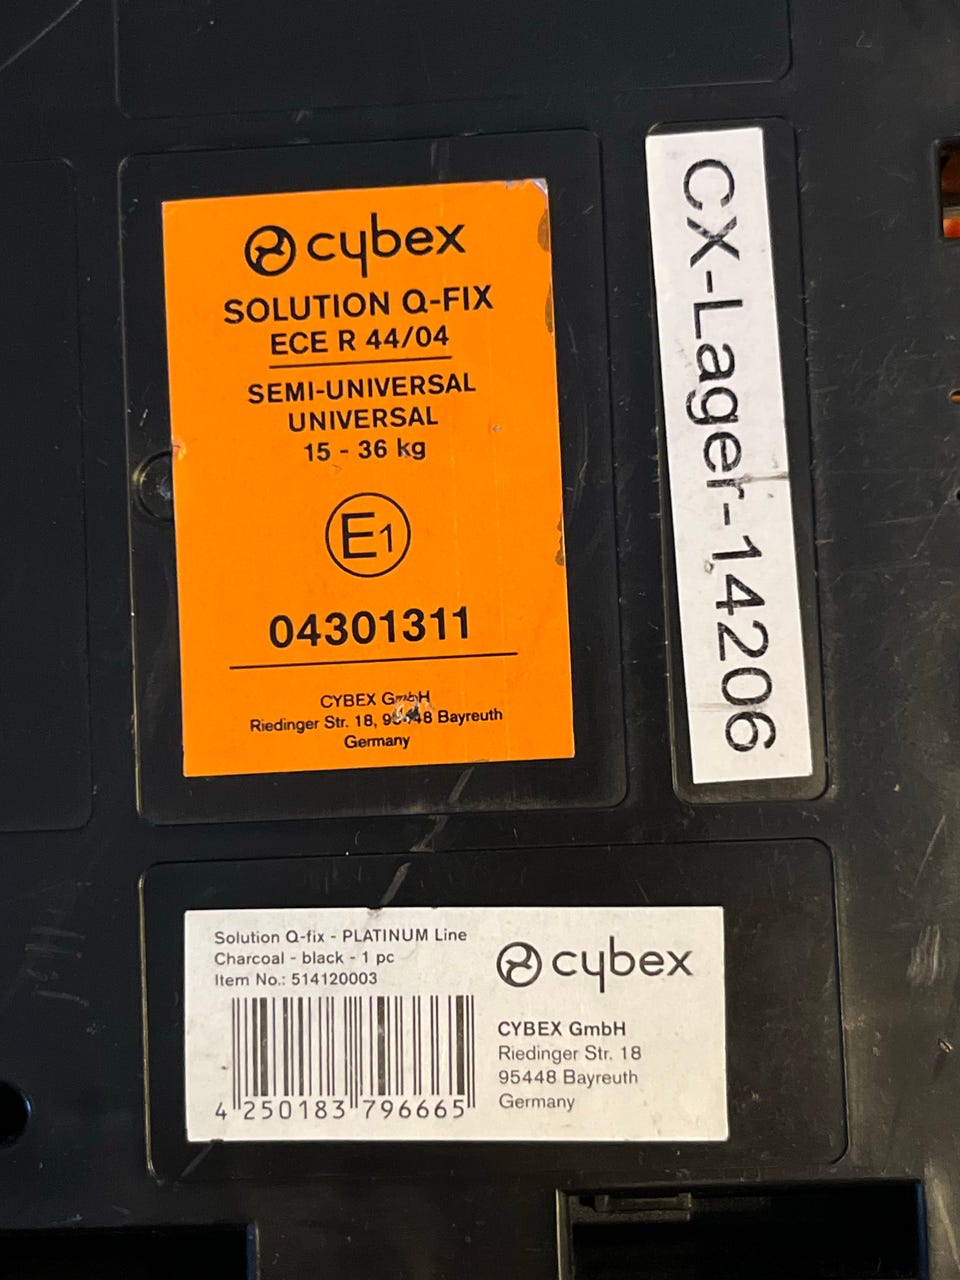 cybex
SOLUTION Q-FIX
ECE R 44/04
SEMI-UNIVERSAL
UNIVERSAL
15 - 36 kg
E1
04301311
CYBEX GmbH
Riedinger Str. 18, 95448 Bayreuth
Germany
CX-Lager-14206
Solution Q-fix - PLATINUM Line
Charcoal - black - 1 pc
Item No.: 514120003
4 250183 796665
cybex
CYBEX GmbH
Riedinger Str. 18
95448 Bayreuth
Germany